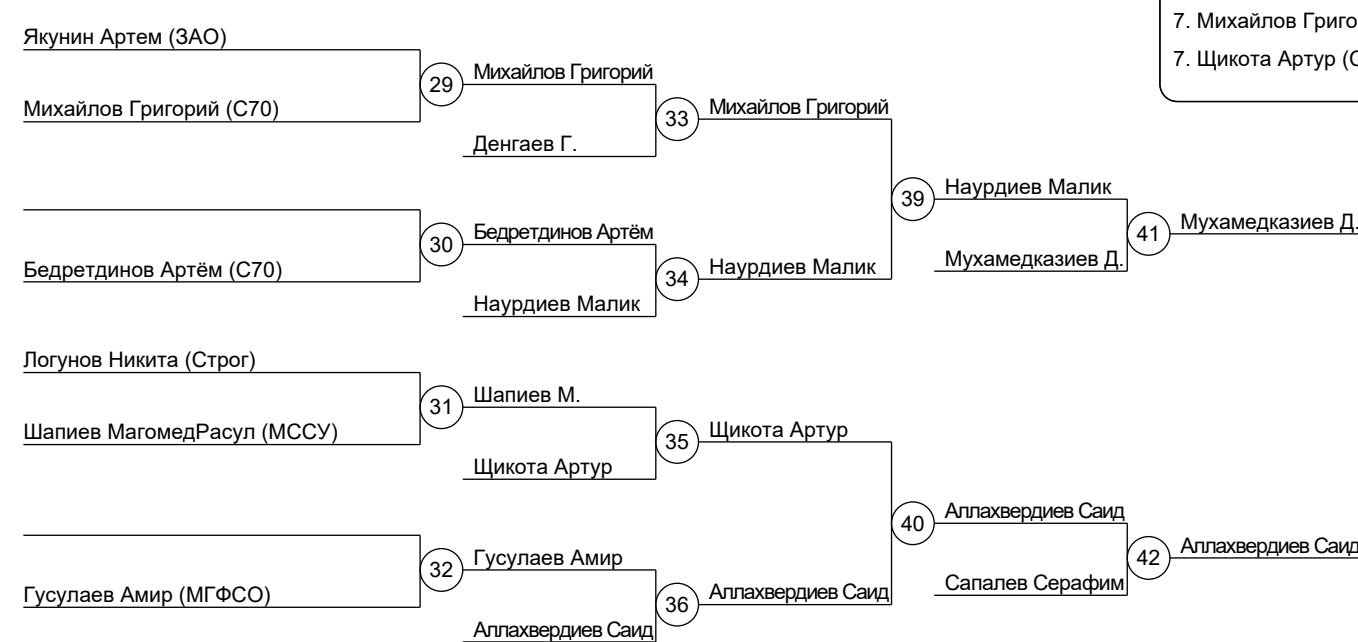 7. Михайлов Григо
7. Щикота Артур (С
Якунин Артем (ЗАО)
29
Михайлов Григорий
Михайлов Григорий (С70)
33
Михайлов Григорий
Денгаев Г.
39
Наурдиев Малик
41
Мухамедказиев Д.
30
Бедретдинов Артём
Бедретдинов Артём (С70)
34
Наурдиев Малик
Мухамедказиев Д.
Наурдиев Малик
Логунов Никита (Строг)
31
Шапиев М.
Шапиев МагомедРасул (МССУ)
35
Щикота Артур
Щикота Артур
40
Аллахвердиев Саид
42
Аллахвердиев Саид
32
Гусулаев Амир
Гусулаев Амир (МГФСО)
36
Аллахвердиев Саид
Сапалев Серафим
Аллахвердиев Саид